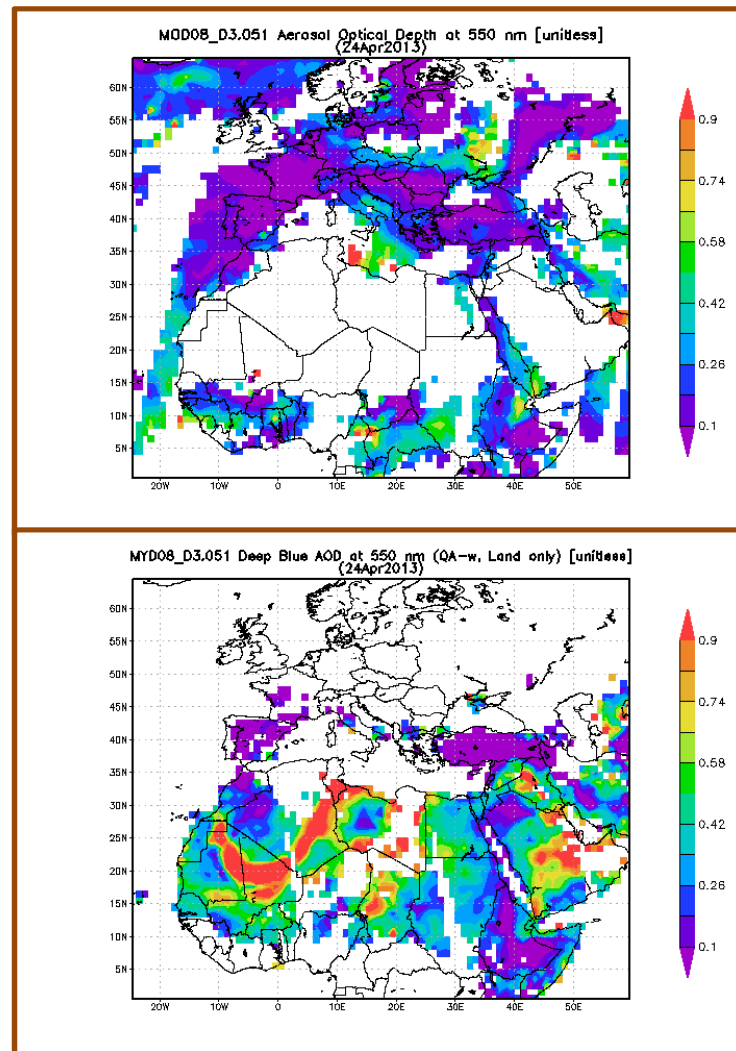 MOD08_D3.051 Aerosol Optical Depth at 550 nm [unitless]
(24Apr2013)
60N
55N
50N
45N
40N
35N
30N
25N
20N
15N
10N
5N
20W 10W 0 10E 20E 30E 40E 50E
0.9
0.74
0.58
0.42
0.26
0.1
MYD08_D3.051 Deep Blue AOD at 550 nm (QA-w, Land only) [unitless]
(24Apr2013)
60N
55N
50N
45N
40N
35N
30N
25N
20N
15N
10N
5N
20W 10W 0 10E 20E 30E 40E 50E
0.9
0.74
0.58
0.42
0.26
0.1